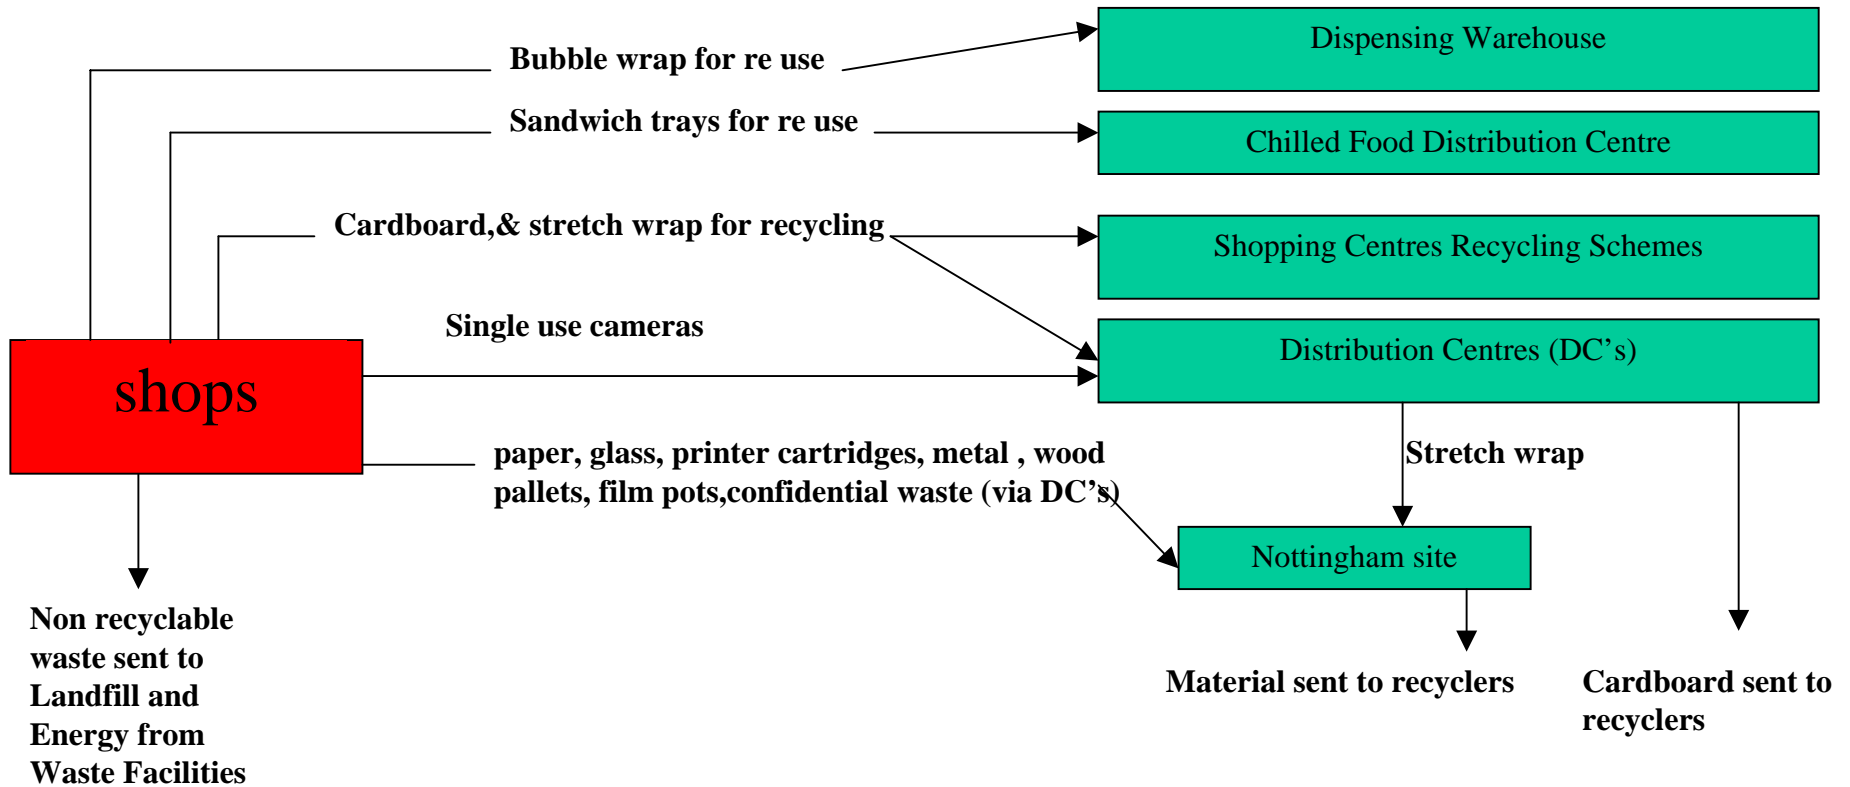 Dispensing Warehouse
Bubble wrap for re use
Sandwich trays for re use
Chilled Food Distribution Centre
Cardboard,& stretch wrap for recycling
Shopping Centres Recycling Schemes
Single use cameras
Distribution Centres (DC's)
shops
paper, glass, printer cartridges, metal , wood
pallets, film pots,confidential waste (via DC's)
Stretch wrap
Nottingham site
Non recyclable
waste sent to
Landfill and
Energy from
Waste Facilities
Material sent to recyclers
Cardboard sent to
recyclers